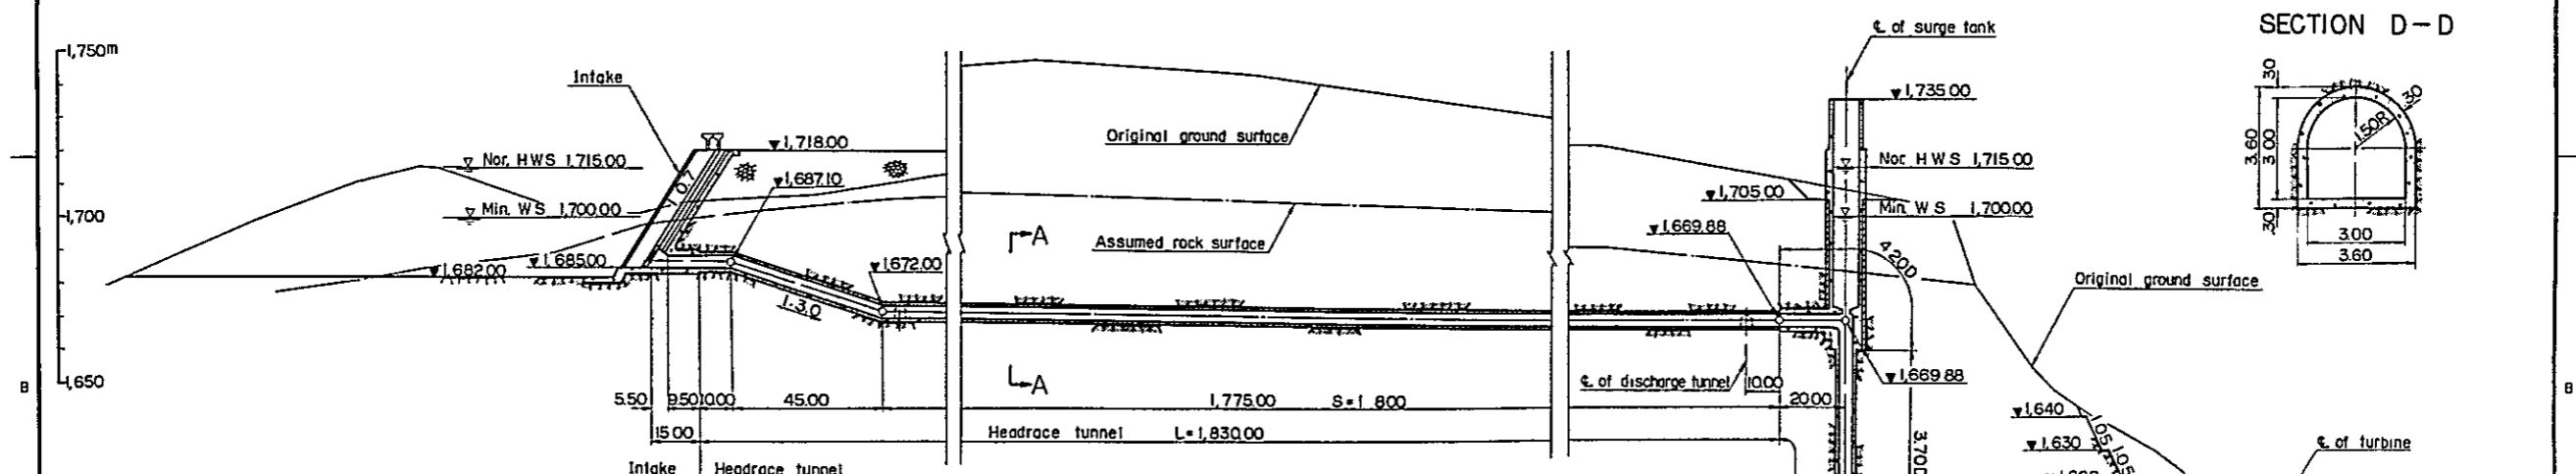 SECTION D-D
1,750m
1,700
1,650
B
Intake
Nor. HWS 1,715.00
Min. WS 1,700.00
1:0.7
1,718.00
1,687.10
1,682.00
1,685.00
1,672.00
1:3.0
Original ground surface
Assumed rock surface
A
A
℄ of surge tank
1,735.00
Nor. HWS 1,715.00
1,705.00
Min. WS 1,700.00
1,669.88
4.20D
1,669.88
℄ of discharge tunnel
10.00
Original ground surface
5.50 9.50 10.00 45.00 1,775.00 S=1:800 20.00
15.00 Headrace tunnel L=1,830.00
Intake Headrace tunnel
3.70D
1,640
1,630
℄ of turbine
30
3.60
3.00
30
30
1.50R
3.00
3.60
B